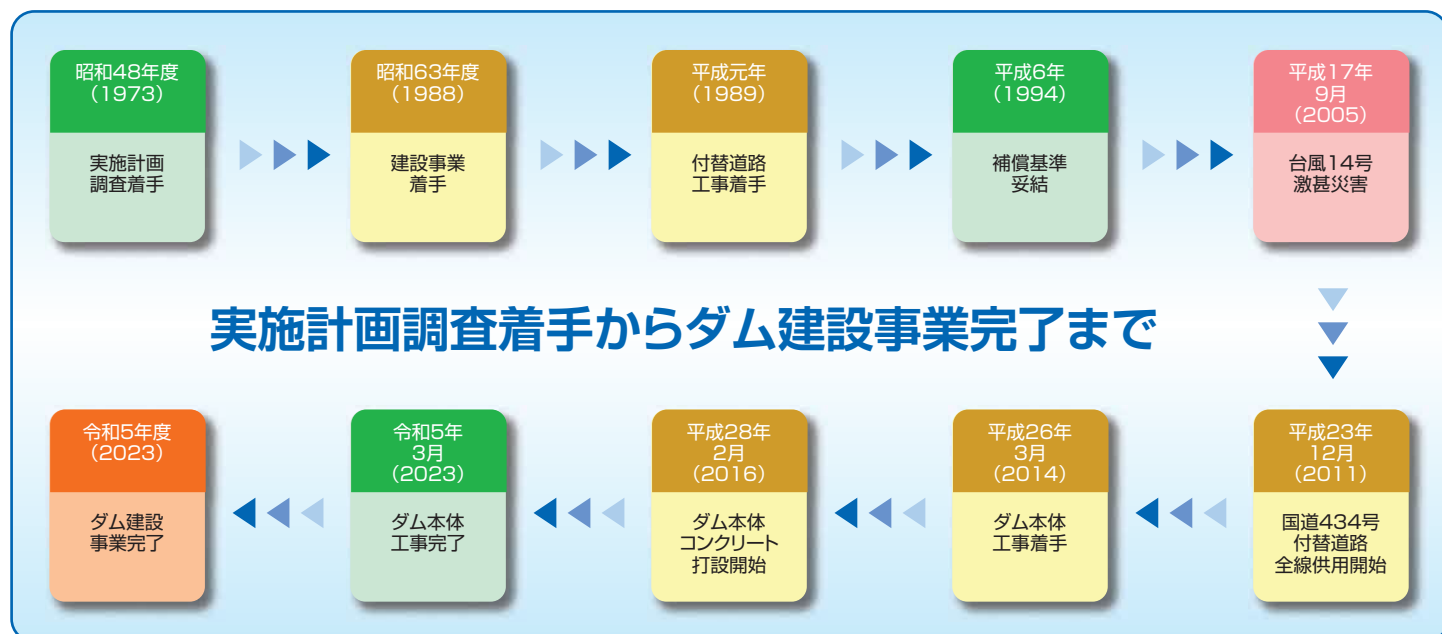 昭和48年度
（1973）
実施計画
調査着手
昭和63年度
（1988）
建設事業
着手
平成元年
（1989）
付替道路
工事着手
平成6年
（1994）
補償基準
妥結
平成17年
9月
（2005）
台風14号
激甚災害
実施計画調査着手からダム建設事業完了まで
平成23年
12月
（2011）
国道434号
付替道路
全線供用開始
平成26年
3月
（2014）
ダム本体
工事着手
平成28年
2月
（2016）
ダム本体
コンクリート
打設開始
令和5年
3月
（2023）
ダム本体
工事完了
令和5年度
（2023）
ダム建設
事業完了